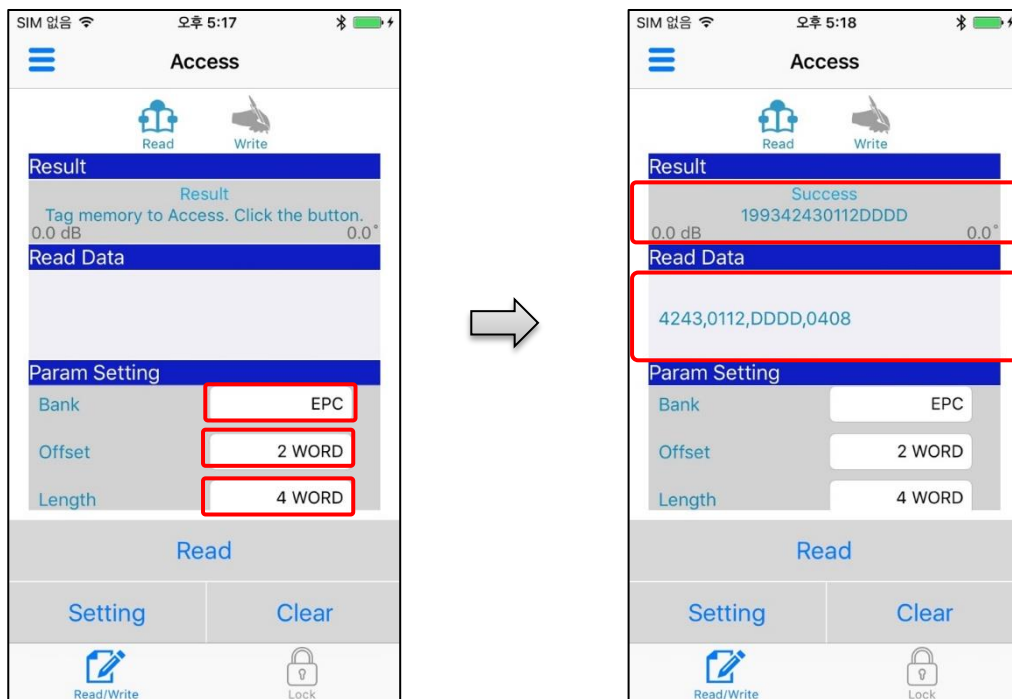 SIM 없음 오후 5:17
Access
Read Write
Result
Result
Tag memory to Access. Click the button.
0.0 dB 0.0°
Read Data
Param Setting
Bank EPC
Offset 2 WORD
Length 4 WORD
Read
Setting Clear
Read/Write Lock
SIM 없음 오후 5:18
Access
Read Write
Result
Success
199342430112DDDD
0.0 dB 0.0°
Read Data
4243,0112,DDDD,0408
Param Setting
Bank EPC
Offset 2 WORD
Length 4 WORD
Read
Setting Clear
Read/Write Lock